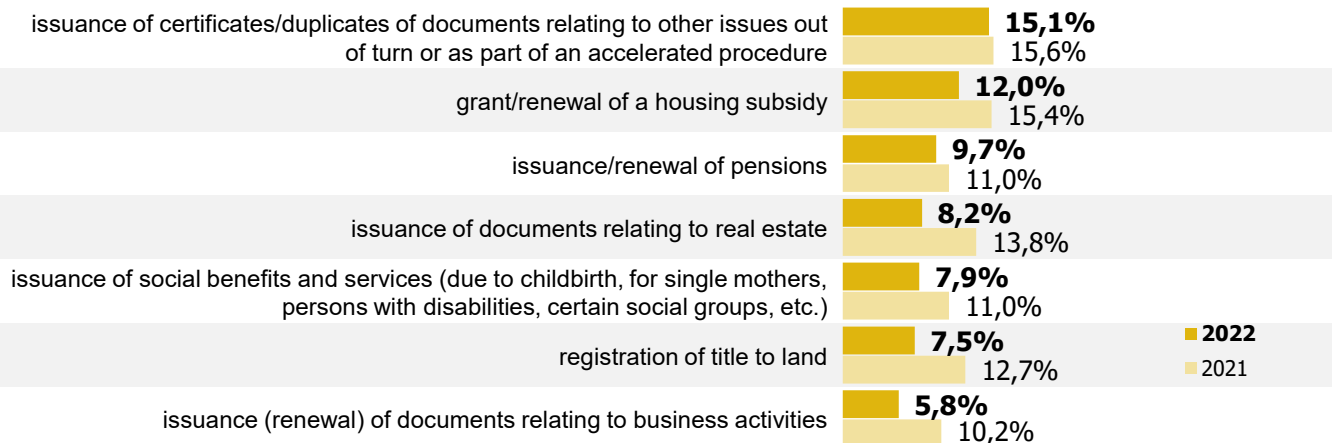 issuance of certificates/duplicates of documents relating to other issues out
of turn or as part of an accelerated procedure
15,1%
15,6%
grant/renewal of a housing subsidy
12,0%
15,4%
issuance/renewal of pensions
9,7%
11,0%
issuance of documents relating to real estate
8,2%
13,8%
issuance of social benefits and services (due to childbirth, for single mothers,
persons with disabilities, certain social groups, etc.)
7,9%
11,0%
registration of title to land
7,5%
12,7%
2022
2021
issuance (renewal) of documents relating to business activities
5,8%
10,2%